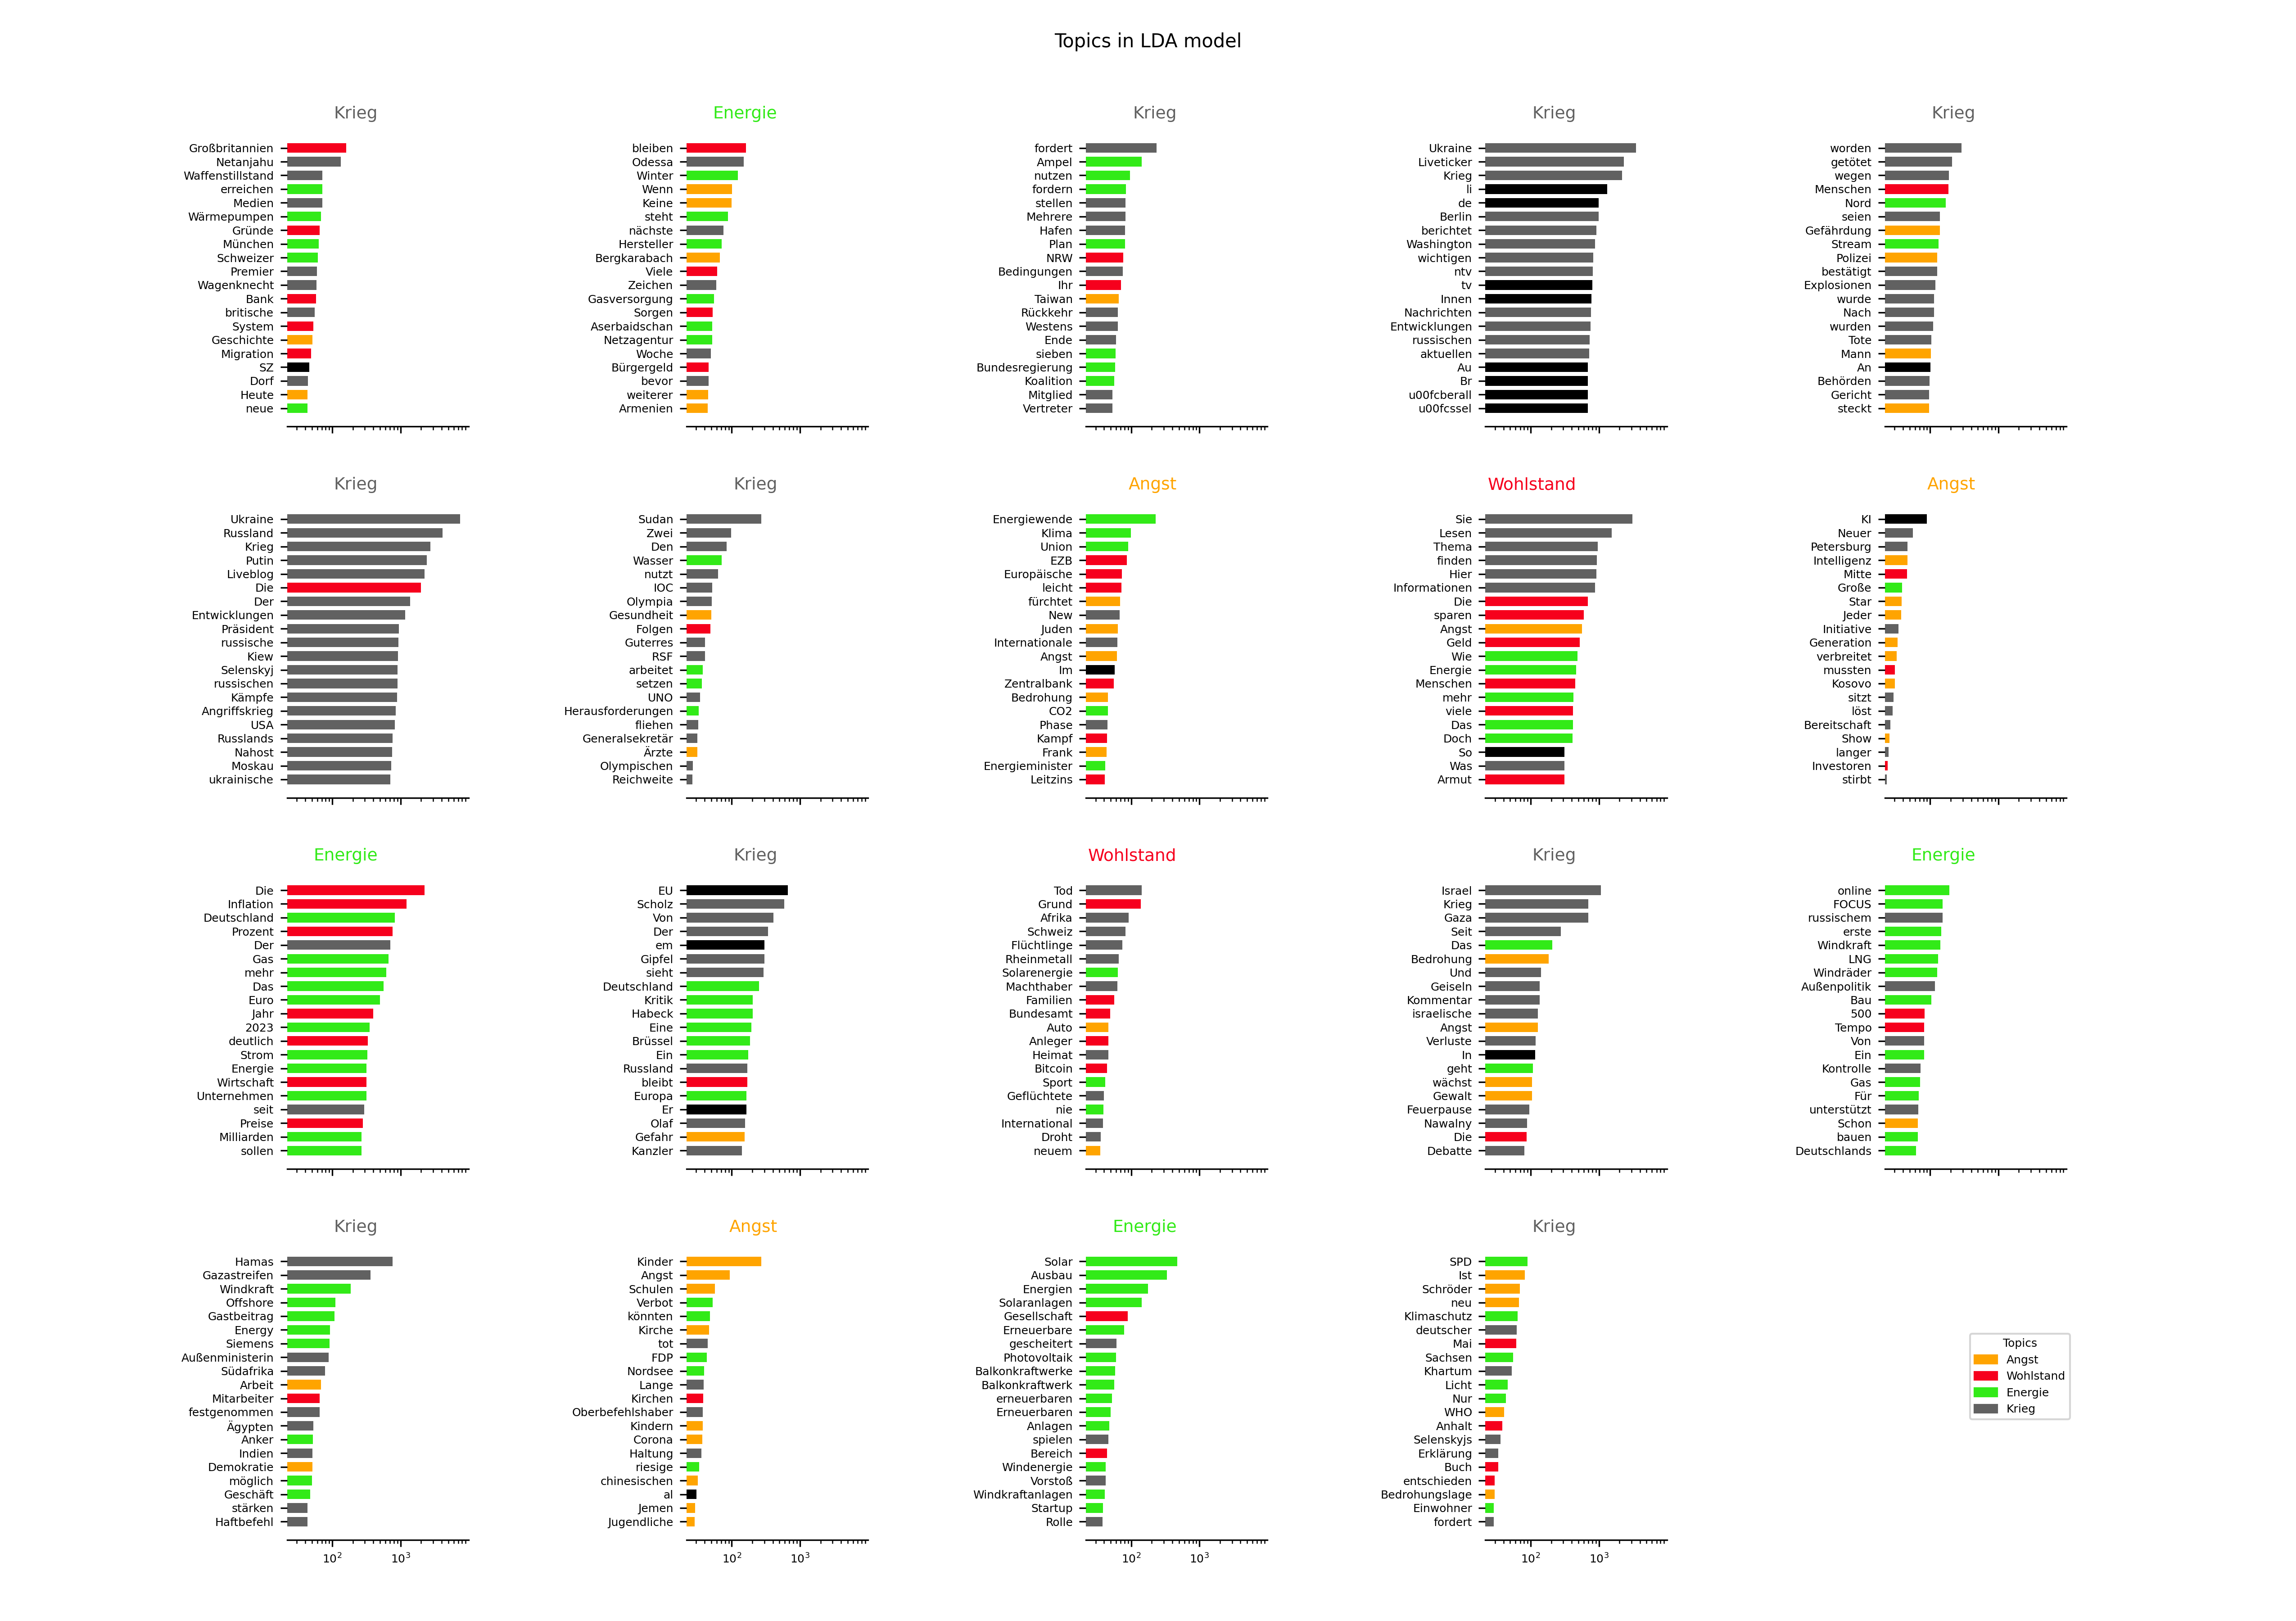 Topics in LDA model
Krieg
Großbritannien
Netanjahu
Waffenstillstand
erreichen
Medien
Wärmepumpen
Gründe
München
Schweizer
Premier
Wagenknecht
Bank
britische
System
Geschichte
Migration
SZ
Dorf
Heute
neue
Energie
bleiben
Odessa
Winter
Wenn
Keine
steht
nächste
Hersteller
Bergkarabach
Viele
Zeichen
Gasversorgung
Sorgen
Aserbaidschan
Netzagentur
Woche
Bürgergeld
bevor
weiterer
Armenien
Krieg
fordert
Ampel
nutzen
fordern
stellen
Mehrere
Hafen
Plan
NRW
Bedingungen
Ihr
Taiwan
Rückkehr
Westens
Ende
sieben
Bundesregierung
Koalition
Mitglied
Vertreter
Krieg
Ukraine
Liveticker
Krieg
li
de
Berlin
berichtet
Washington
wichtigen
ntv
tv
Innen
Nachrichten
Entwicklungen
russischen
aktuellen
Au
Br
u00fcberall
u00fcssel
Krieg
worden
getötet
wegen
Menschen
Nord
seien
Gefährdung
Stream
Polizei
bestätigt
Explosionen
wurde
Nach
wurden
Tote
Mann
An
Behörden
Gericht
steckt
Krieg
Ukraine
Russland
Krieg
Putin
Liveblog
Die
Der
Entwicklungen
Präsident
russische
Kiew
Selenskyj
russischen
Kämpfe
Angriffskrieg
USA
Russlands
Nahost
Moskau
ukrainische
Krieg
Sudan
Zwei
Den
Wasser
nutzt
IOC
Olympia
Gesundheit
Folgen
Guterres
RSF
arbeitet
setzen
UNO
Herausforderungen
fliehen
Generalsekretär
Ärzte
Olympischen
Reichweite
Angst
Energiewende
Klima
Union
EZB
Europäische
leicht
fürchtet
New
Juden
Internationale
Angst
Im
Zentralbank
Bedrohung
CO2
Phase
Kampf
Frank
Energieminister
Leitzins
Wohlstand
Sie
Lesen
Thema
finden
Hier
Informationen
Die
sparen
Angst
Geld
Wie
Energie
Menschen
mehr
viele
Das
Doch
So
Was
Armut
Angst
KI
Neuer
Petersburg
Intelligenz
Mitte
Große
Star
Jeder
Initiative
Generation
verbreitet
mussten
Kosovo
sitzt
löst
Bereitschaft
Show
langer
Investoren
stirbt
Energie
Die
Inflation
Deutschland
Prozent
Der
Gas
mehr
Das
Euro
Jahr
2023
deutlich
Strom
Energie
Wirtschaft
Unternehmen
seit
Preise
Milliarden
sollen
Krieg
EU
Scholz
Von
Der
em
Gipfel
sieht
Deutschland
Kritik
Habeck
Eine
Brüssel
Ein
Russland
bleibt
Europa
Er
Olaf
Gefahr
Kanzler
Wohlstand
Tod
Grund
Afrika
Schweiz
Flüchtlinge
Rheinmetall
Solarenergie
Machthaber
Familien
Bundesamt
Auto
Anleger
Heimat
Bitcoin
Sport
Geflüchtete
nie
International
Droht
neuem
Krieg
Israel
Krieg
Gaza
Seit
Das
Bedrohung
Und
Geiseln
Kommentar
israelische
Angst
Verluste
In
geht
wächst
Gewalt
Feuerpause
Nawalny
Die
Debatte
Energie
online
FOCUS
russischem
erste
Windkraft
LNG
Windräder
Außenpolitik
Bau
500
Tempo
Von
Ein
Kontrolle
Gas
Für
unterstützt
Schon
bauen
Deutschlands
Krieg
Hamas
Gazastreifen
Windkraft
Offshore
Gastbeitrag
Energy
Siemens
Außenministerin
Südafrika
Arbeit
Mitarbeiter
festgenommen
Ägypten
Anker
Indien
Demokratie
möglich
Geschäft
stärken
Haftbefehl
10² 10³
Angst
Kinder
Angst
Schulen
Verbot
könnten
Kirche
tot
FDP
Nordsee
Lange
Kirchen
Oberbefehlshaber
Kindern
Corona
Haltung
riesige
chinesischen
al
Jemen
Jugendliche
10² 10³
Energie
Solar
Ausbau
Energien
Solaranlagen
Gesellschaft
Erneuerbare
gescheitert
Photovoltaik
Balkonkraftwerke
Balkonkraftwerk
erneuerbaren
Erneuerbaren
Anlagen
spielen
Bereich
Windenergie
Vorstoß
Windkraftanlagen
Startup
Rolle
10² 10³
Krieg
SPD
Ist
Schröder
neu
Klimaschutz
deutscher
Mai
Sachsen
Khartum
Licht
Nur
WHO
Anhalt
Selenskyjs
Erklärung
Buch
entschieden
Bedrohungslage
Einwohner
fordert
10² 10³
Topics
Angst
Wohlstand
Energie
Krieg